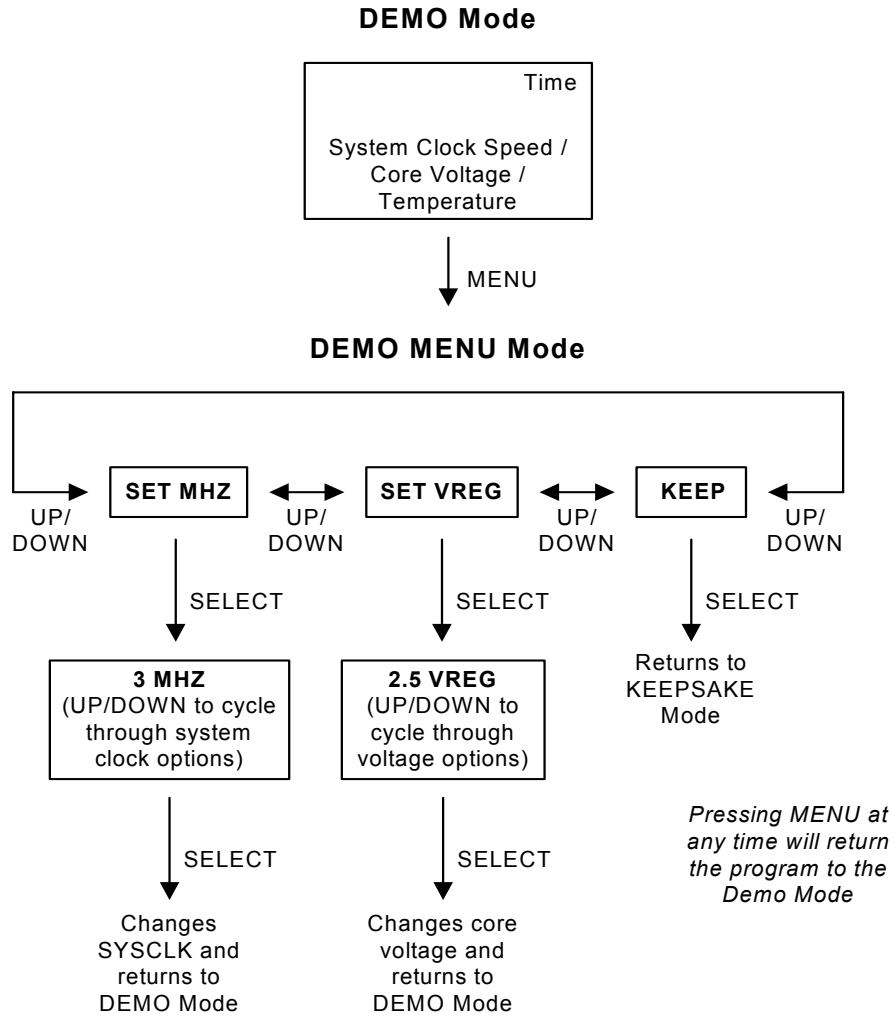 DEMO Mode
Time
System Clock Speed /
Core Voltage /
Temperature
MENU
DEMO MENU Mode
SET MHZ
SET VREG
KEEP
UP/
DOWN
UP/
DOWN
UP/
DOWN
UP/
DOWN
SELECT
SELECT
SELECT
3 MHZ
(UP/DOWN to cycle
through system
clock options)
2.5 VREG
(UP/DOWN to
cycle through
voltage options)
Returns to
KEEPSAKE
Mode
SELECT
SELECT
Pressing MENU at
any time will return
the program to the
Demo Mode
Changes
SYSCLK and
returns to
DEMO Mode
Changes core
voltage and
returns to
DEMO Mode